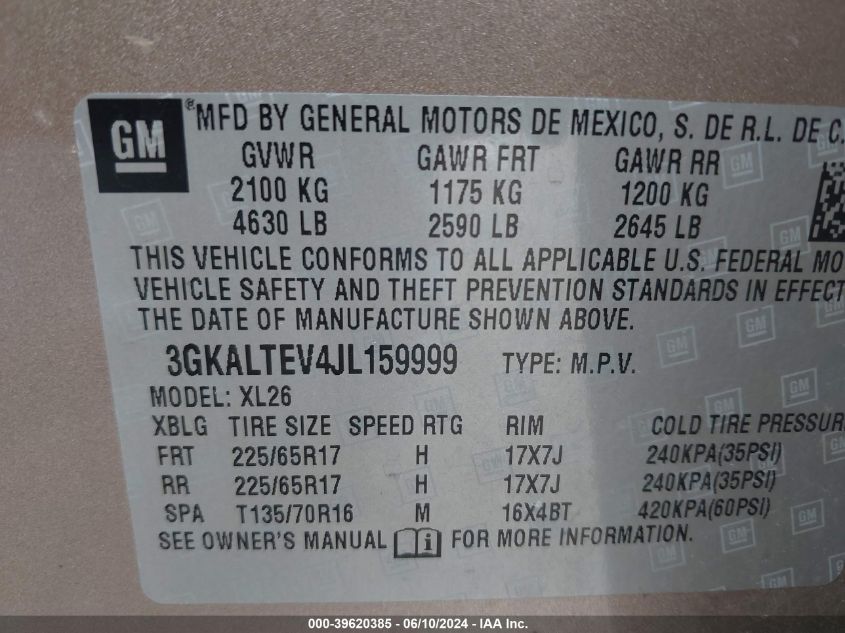 GM ® MFD BY GENERAL MOTORS DE MEXICO, S. DE R.L. DE C.
GVWR GAWR FRT GAWR RR
2100 KG 1175 KG 1200 KG
4630 LB 2590 LB 2645 LB
THIS VEHICLE CONFORMS TO ALL APPLICABLE U.S. FEDERAL MO
VEHICLE SAFETY AND THEFT PREVENTION STANDARDS IN EFFECT
THE DATE OF MANUFACTURE SHOWN ABOVE.
3GKALTEV4JL159999 TYPE: M.P.V.
MODEL: XL26
XBLG TIRE SIZE SPEED RTG RIM COLD TIRE PRESSUR
FRT 225/65R17 H 17X7J 240KPA(35PSI)
RR 225/65R17 H 17X7J 240KPA(35PSI)
SPA T135/70R16 M 16X4BT 420KPA(60PSI)
SEE OWNER'S MANUAL i FOR MORE INFORMATION.
000-39620385 - 06/10/2024 - IAA Inc.